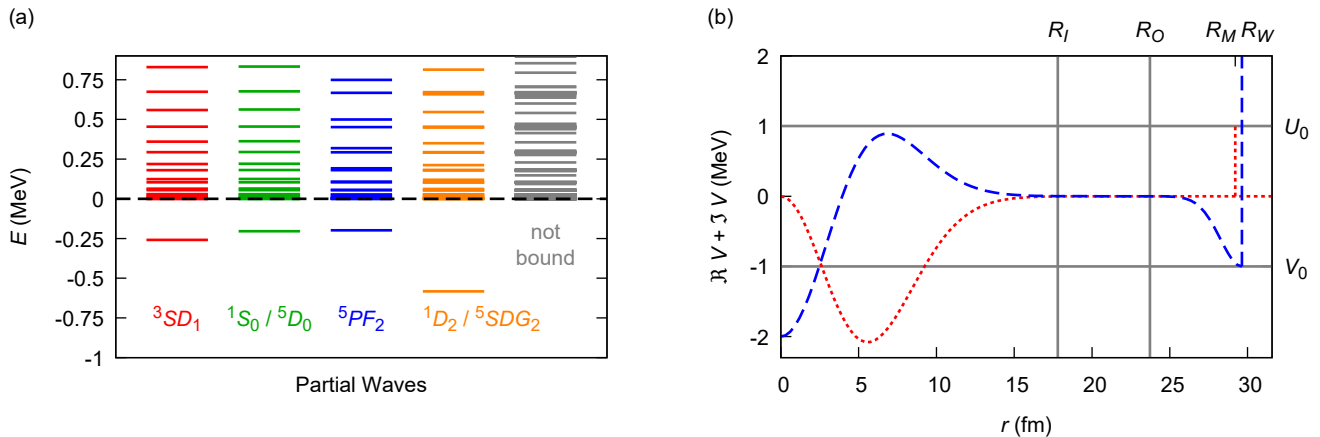 (a)
E (MeV)
0.75
0.5
0.25
0
-0.25
-0.5
-0.75
-1
not
bound
³SD₁
¹S₀ / ⁵D₀
⁵PF₂
¹D₂ / ⁵SDG₂
Partial Waves
(b)
R_I
R_O
R_M
R_W
ℜ V + ℑ V (MeV)
2
1
0
-1
-2
U₀
V₀
0
5
10
15
20
25
30
r (fm)